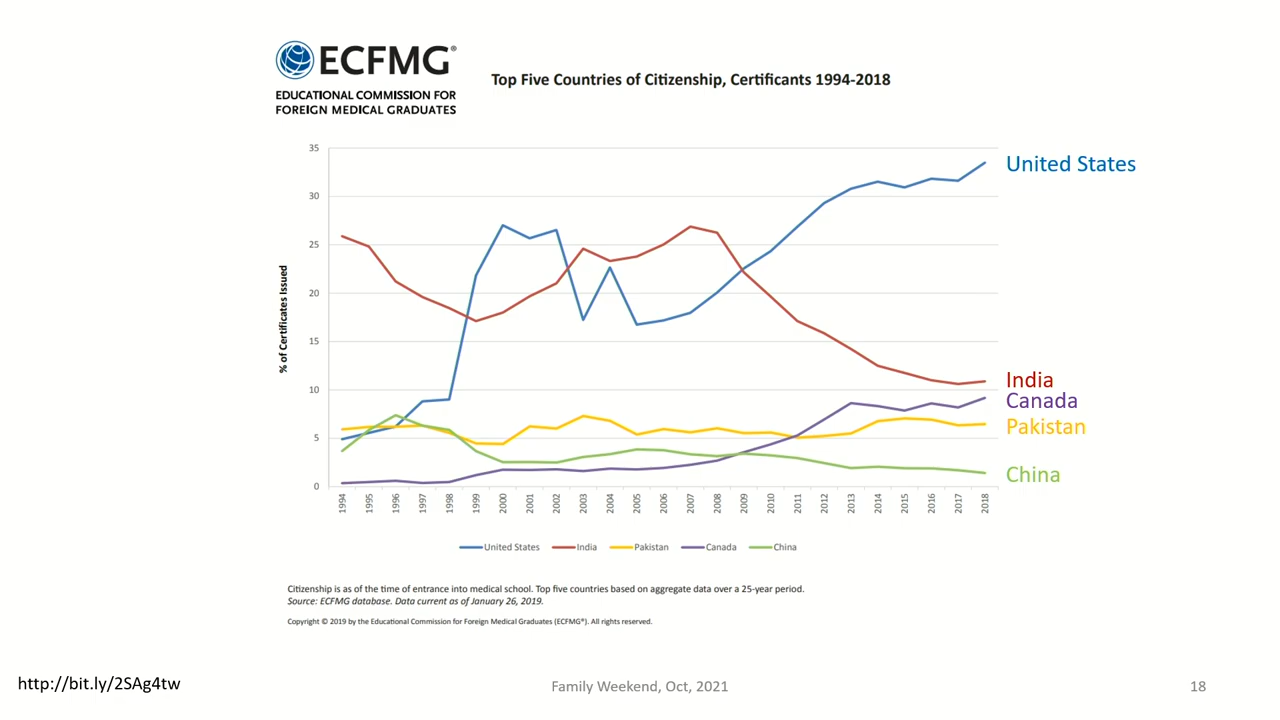 ECFMG®
EDUCATIONAL COMMISSION FOR
FOREIGN MEDICAL GRADUATES
Top Five Countries of Citizenship, Certificants 1994-2018
% of Certificates Issued
35
30
25
20
15
10
5
0
1994 1995 1996 1997 1998 1999 2000 2001 2002 2003 2004 2005 2006 2007 2008 2009 2010 2011 2012 2013 2014 2015 2016 2017 2018
United States
India
Canada
Pakistan
China
United States India Pakistan Canada China
Citizenship is as of the time of entrance into medical school. Top five countries based on aggregate data over a 25-year period.
Source: ECFMG database. Data current as of January 26, 2019.
Copyright © 2019 by the Educational Commission for Foreign Medical Graduates (ECFMG®). All rights reserved.
http://bit.ly/2SAg4tw
Family Weekend, Oct, 2021
18